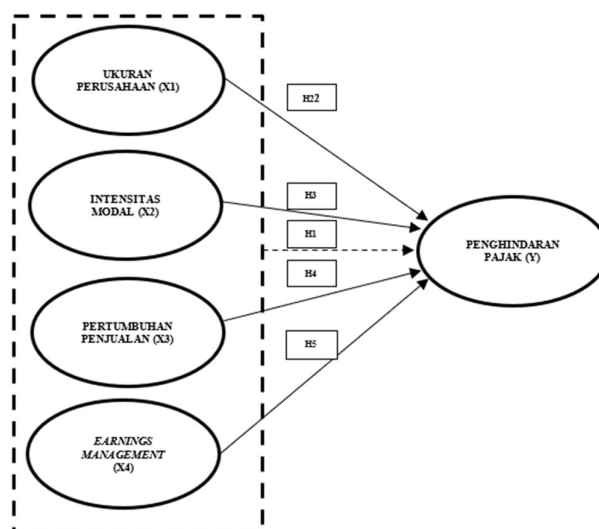 UKURAN
PERUSAHAAN (X1)
H22
INTENSITAS
MODAL (X2)
H3
H1
PENGHINDARAN
PAJAK (Y)
H4
PERTUMBUHAN
PENJUALAN (X3)
H5
EARNINGS
MANAGEMENT
(X4)